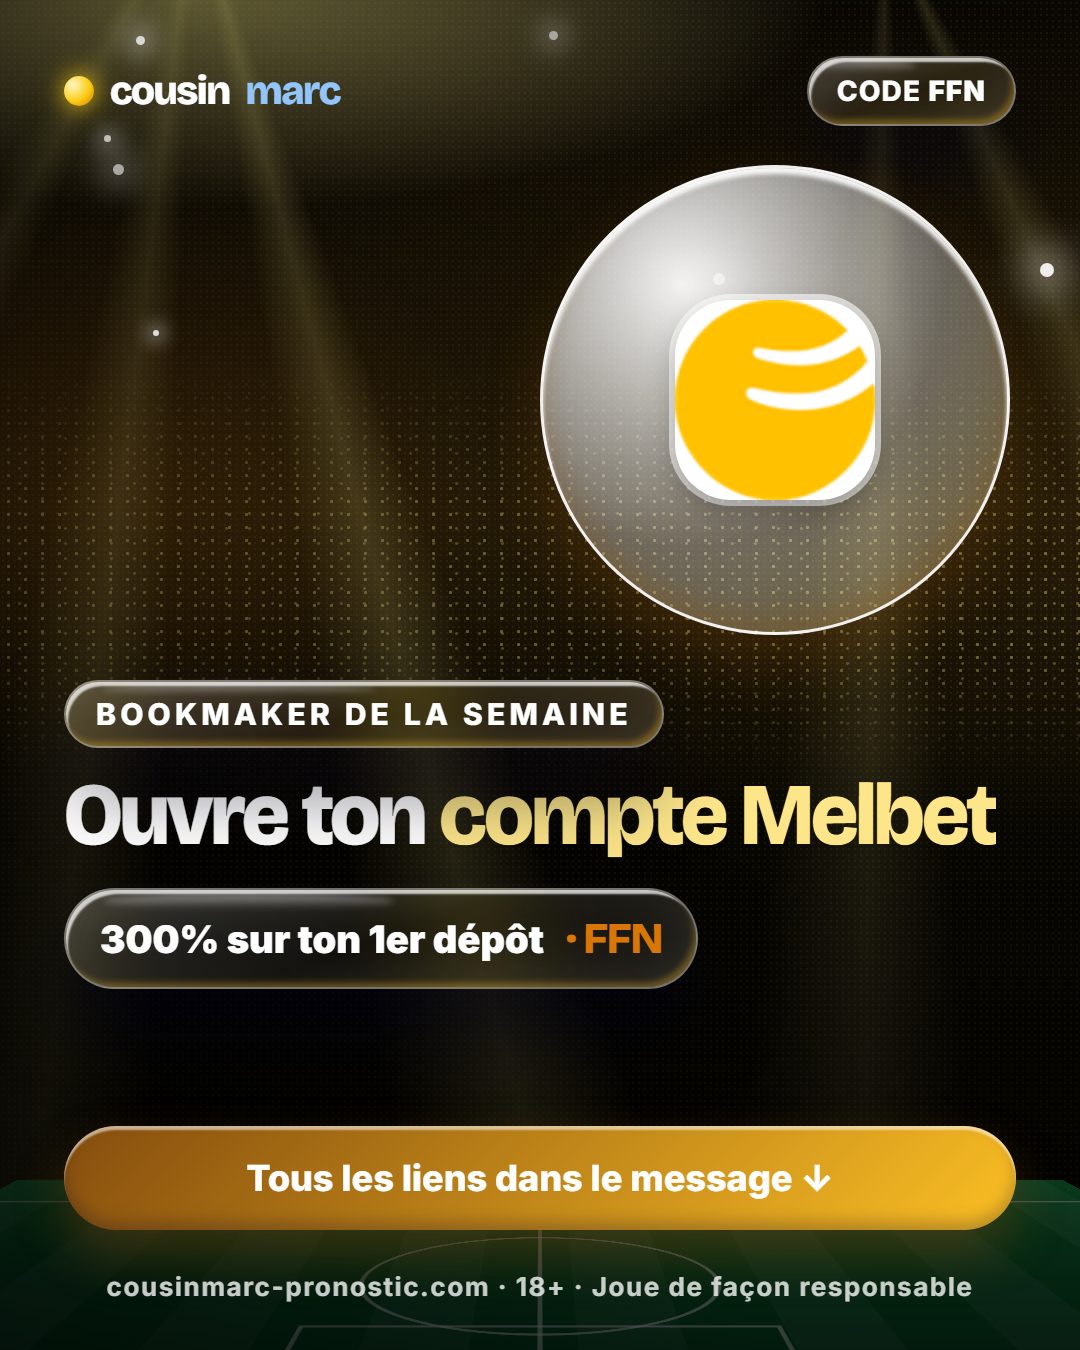 cousin marc
CODE FFN
BOOKMAKER DE LA SEMAINE
Ouvre ton compte Melbet
300% sur ton 1er dépôt · FFN
Tous les liens dans le message ↓
cousinmarc-pronostic.com · 18+ · Joue de façon responsable